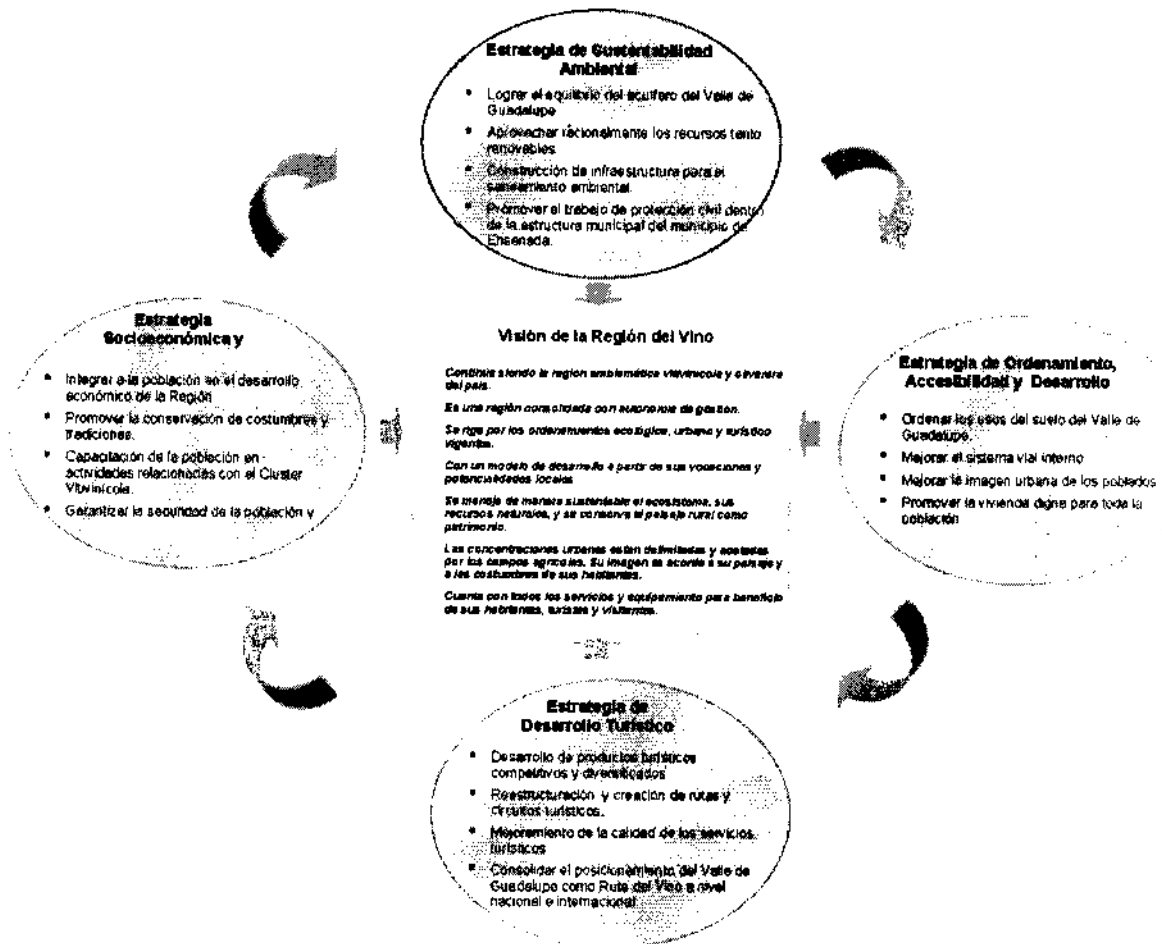 Estrategia de Sustentabilidad
Ambiental
• Lograr el equilibrio del acuífero del Valle de
Guadalupe
• Aprovechar racionalmente los recursos tanto
renovables
• Construcción de infraestructura para el
saneamiento ambiental.
• Promover el trabajo de protección civil dentro
de la estructura municipal del municipio de
Ensenada.
Estrategia
Socioeconómica y
• Integrar a la población en el desarrollo
económico de la Región
• Promover la conservación de costumbres y
tradiciones.
• Capacitación de la población en
actividades relacionadas con el Cluster
Vitivinícola.
• Garantizar la seguridad de la población y
Visión de la Región del Vino
Continúa siendo la región emblemática vitivinícola y olivarera
del país.
Es una región consolidada con autonomía de gestión.
Se rige por los ordenamientos ecológico, urbano y turístico
vigentes.
Con un modelo de desarrollo a partir de sus vocaciones y
potencialidades locales
Se maneja de manera sustentable el ecosistema, sus
recursos naturales, y se conserva el paisaje rural como
patrimonio.
Las concentraciones urbanas están delimitadas y acotadas
por los campos agrícolas. Su imagen es acorde a su paisaje y
a las costumbres de sus habitantes.
Cuenta con todos los servicios y equipamiento para beneficio
de sus habitantes, turistas y visitantes.
Estrategia de Ordenamiento,
Accesibilidad y Desarrollo
• Ordenar los usos del suelo del Valle de
Guadalupe.
• Mejorar el sistema vial interno
• Mejorar la imagen urbana de los poblados
• Promover la vivienda digna para toda la
población
Estrategia de
Desarrollo Turístico
• Desarrollo de productos turísticos
competitivos y diversificados
• Reestructuración y creación de rutas y
circuitos turísticos.
• Mejoramiento de la calidad de los servicios
turísticos
• Consolidar el posicionamiento del Valle de
Guadalupe como Ruta del Vino a nivel
nacional e internacional